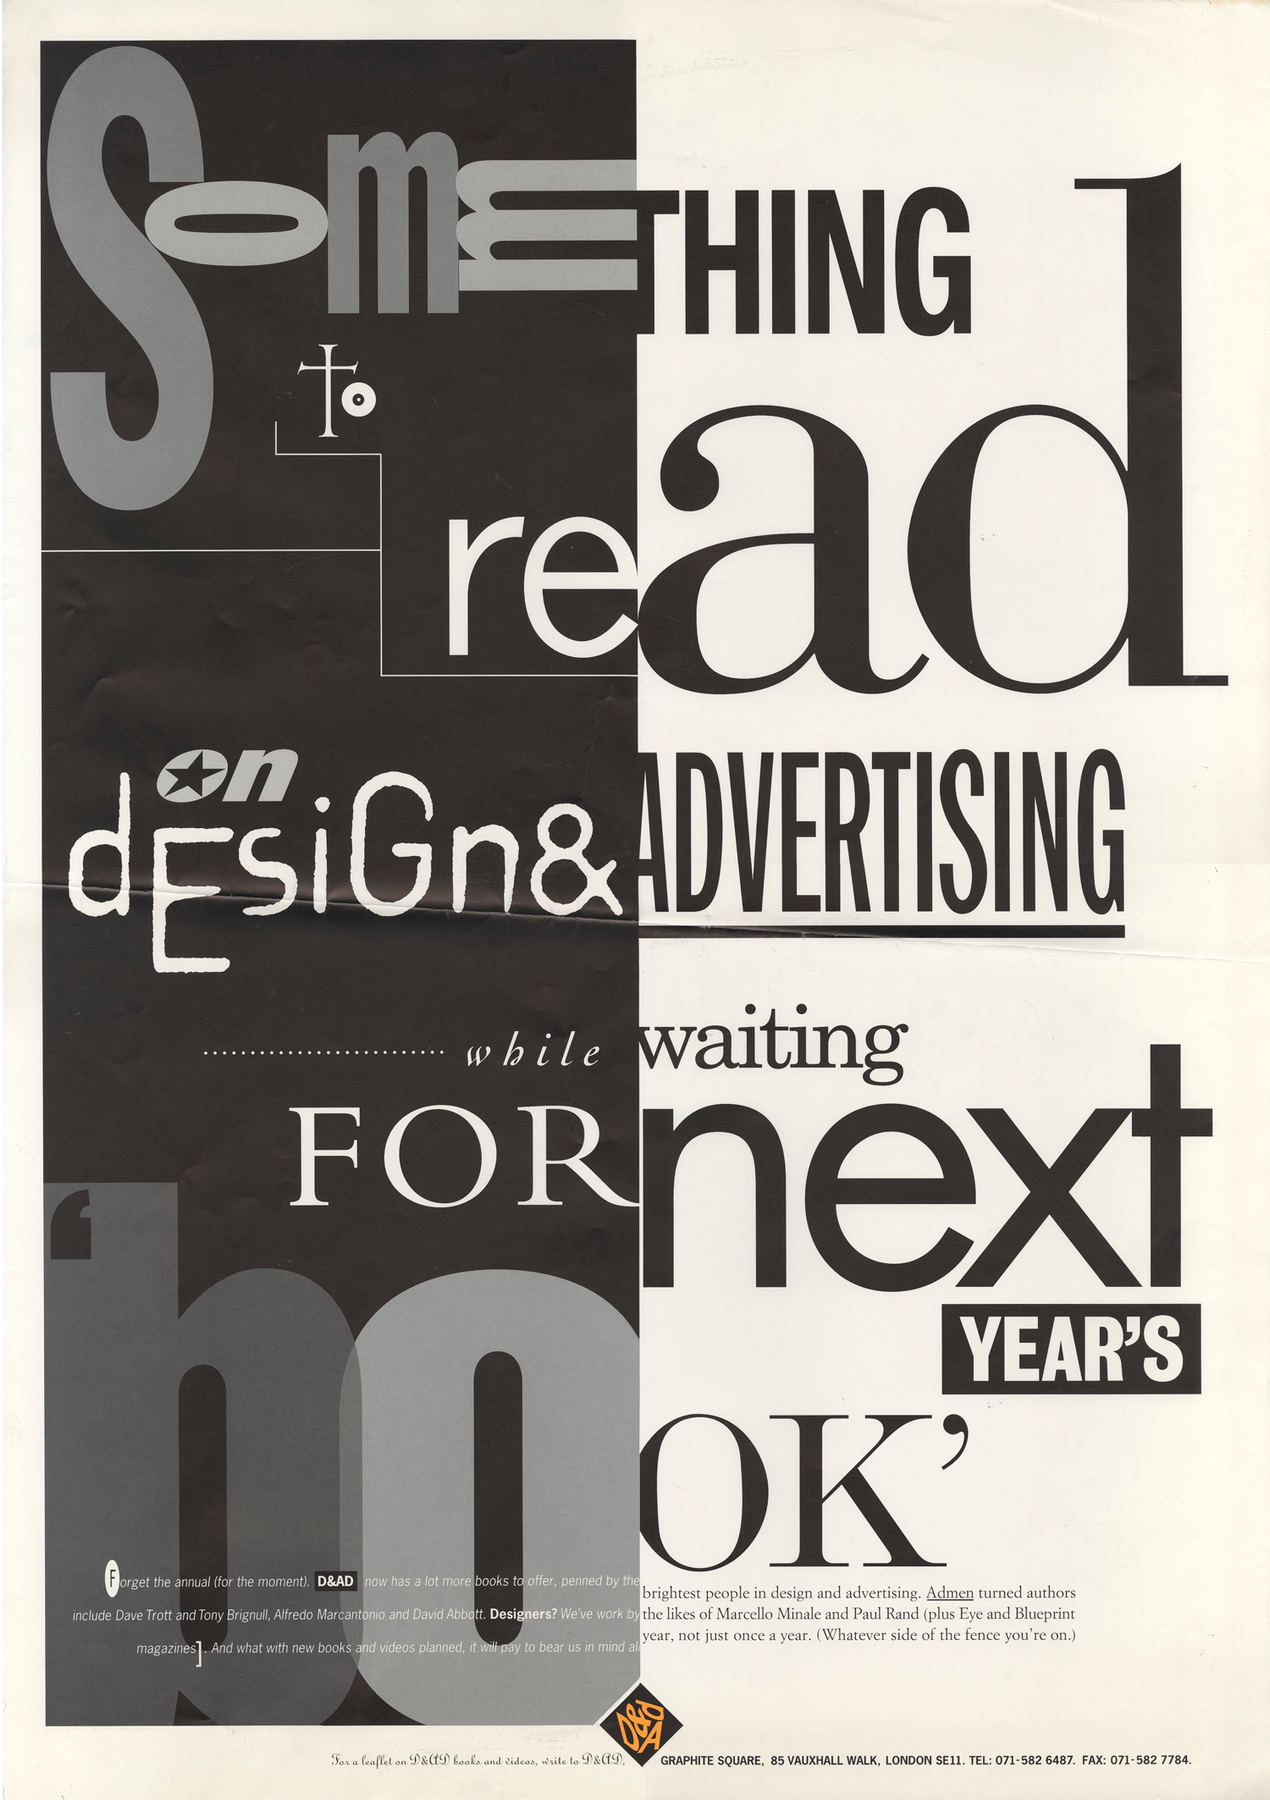 SomE THING
to
read
on
dEsiGn& ADVERTISING
while waiting
FOR next
YEAR'S
'bo OK'
Forget the annual (for the moment). D&AD now has a lot more books to offer, penned by the brightest people in design and advertising. Admen turned authors
include Dave Trott and Tony Brignull, Alfredo Marcantonio and David Abbott. Designers? We've work by the likes of Marcello Minale and Paul Rand (plus Eye and Blueprint
magazines]. And what with new books and videos planned, it will pay to bear us in mind all year, not just once a year. (Whatever side of the fence you're on.)
D&AD
For a leaflet on D&AD books and videos, write to D&AD, GRAPHITE SQUARE, 85 VAUXHALL WALK, LONDON SE11. TEL: 071-582 6487. FAX: 071-582 7784.